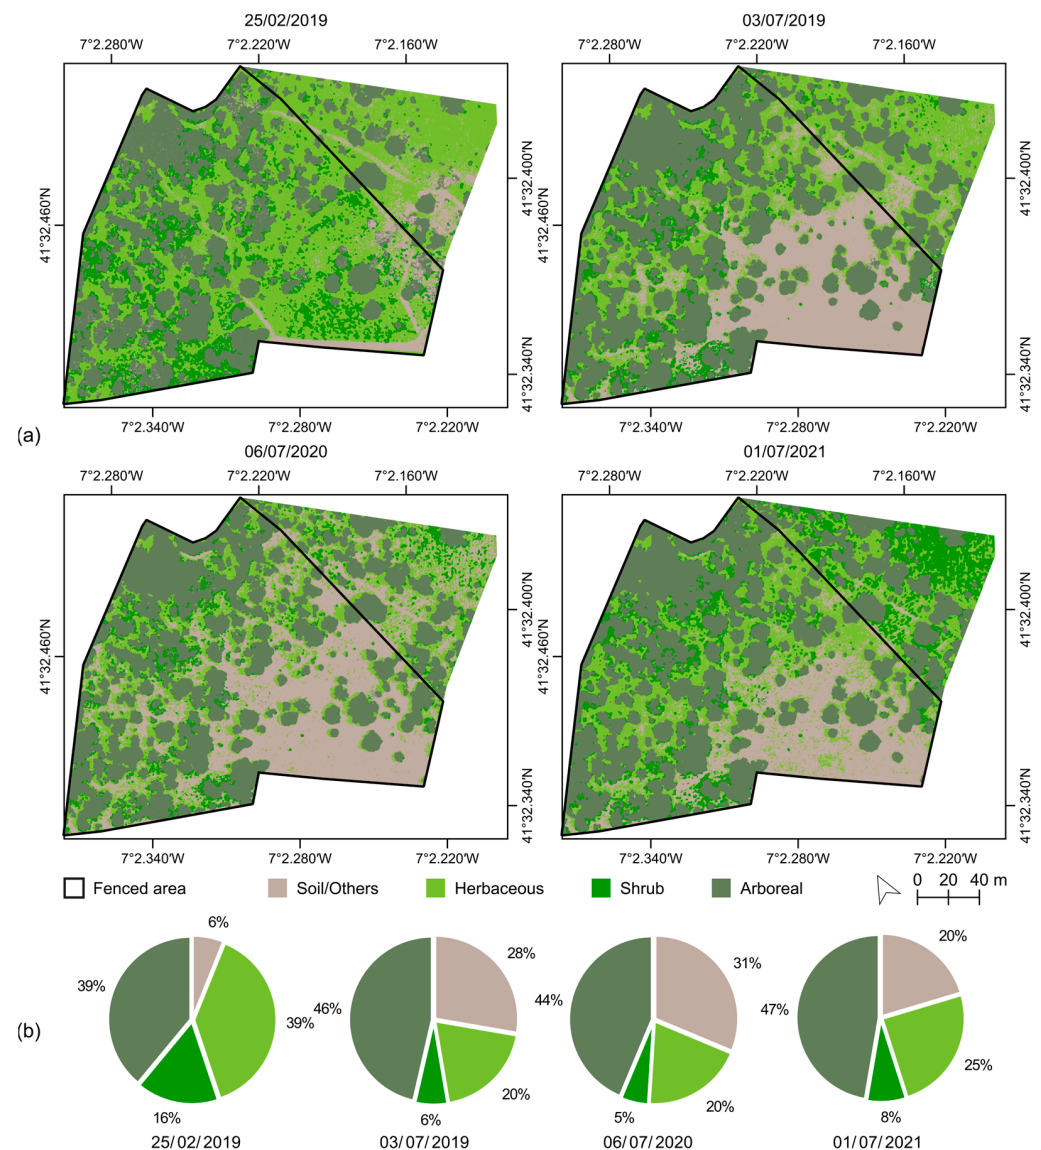 25/02/2019 03/07/2019
7°2.280'W 7°2.220'W 7°2.160'W 7°2.280'W 7°2.220'W 7°2.160'W
41°32.460'N 41°32.400'N 41°32.460'N 41°32.400'N
41°32.340'N 41°32.340'N
7°2.340'W 7°2.280'W 7°2.220'W 7°2.340'W 7°2.280'W 7°2.220'W
(a)
06/07/2020 01/07/2021
7°2.280'W 7°2.220'W 7°2.160'W 7°2.280'W 7°2.220'W 7°2.160'W
41°32.460'N 41°32.400'N 41°32.460'N 41°32.400'N
41°32.340'N 41°32.340'N
7°2.340'W 7°2.280'W 7°2.220'W 7°2.340'W 7°2.280'W 7°2.220'W
Fenced area Soil/Others Herbaceous Shrub Arboreal 0 20 40 m
(b)
6% 39% 16% 39%
25/02/2019
28% 20% 6% 46%
03/07/2019
31% 20% 5% 44%
06/07/2020
20% 25% 8% 47%
01/07/2021